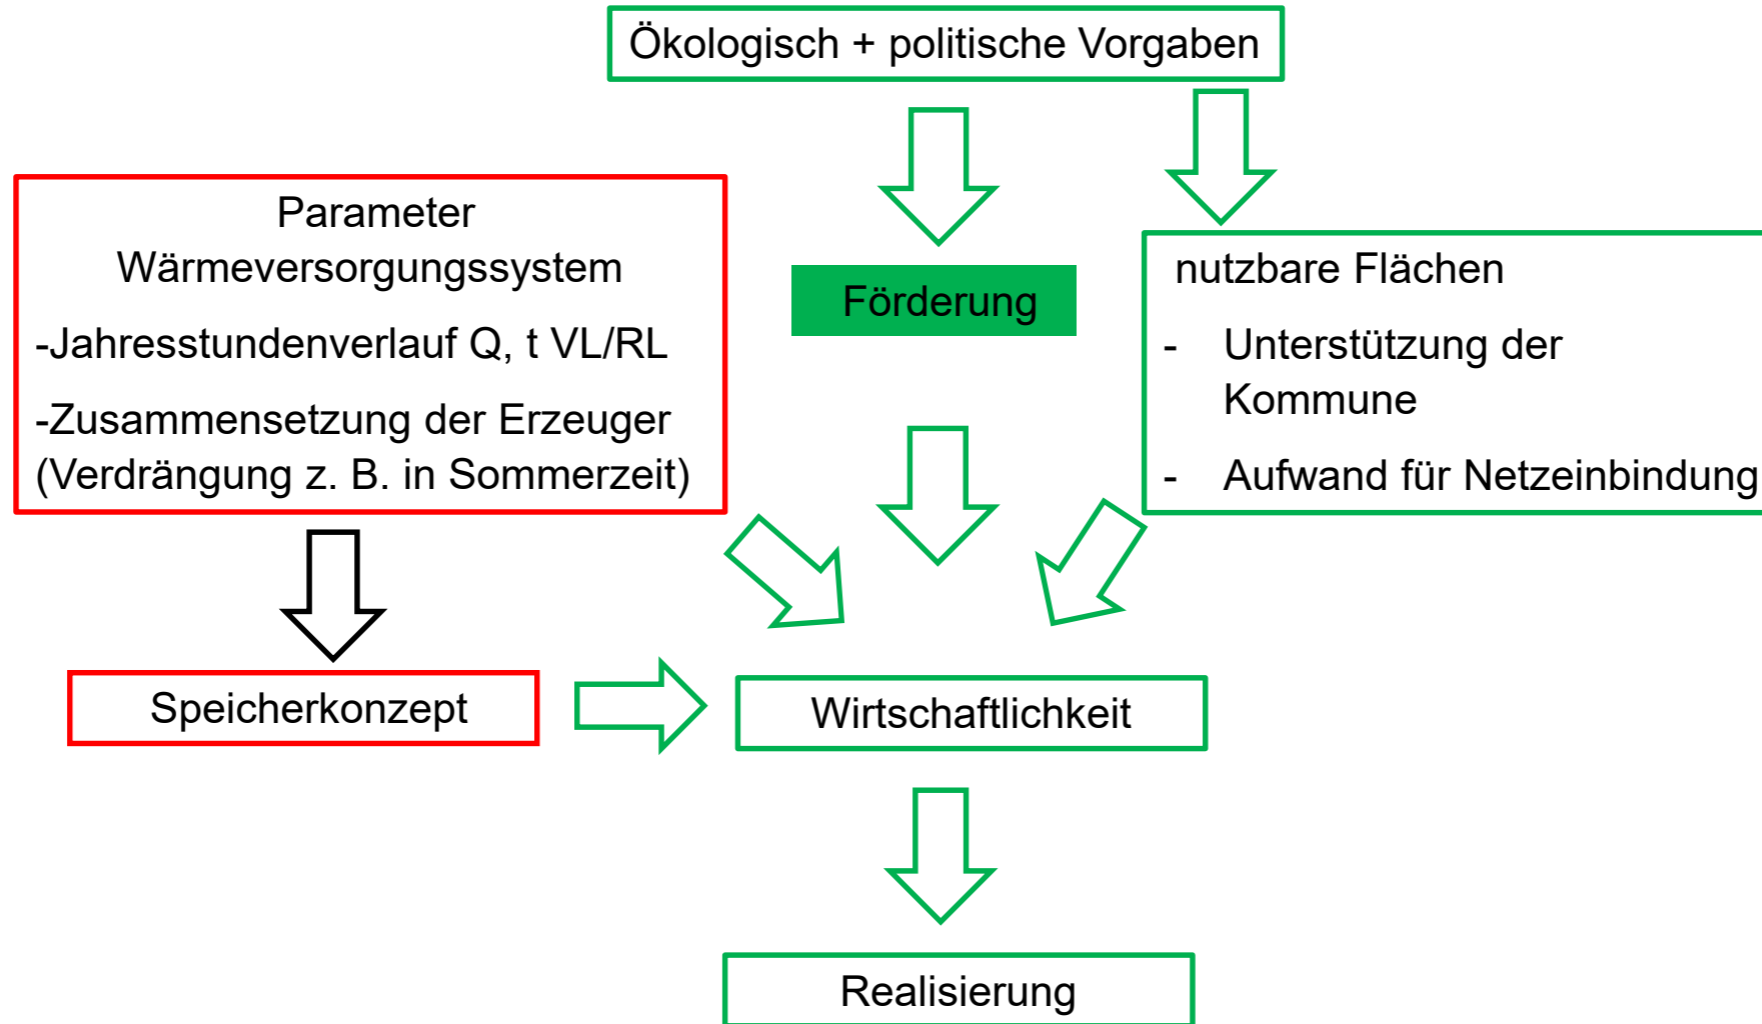 Ökologisch + politische Vorgaben
Parameter
Wärmeversorgungssystem
-Jahresstundenverlauf Q, t VL/RL
-Zusammensetzung der Erzeuger
(Verdrängung z. B. in Sommerzeit)
Förderung
nutzbare Flächen
- Unterstützung der
Kommune
- Aufwand für Netzeinbindung
Speicherkonzept
Wirtschaftlichkeit
Realisierung